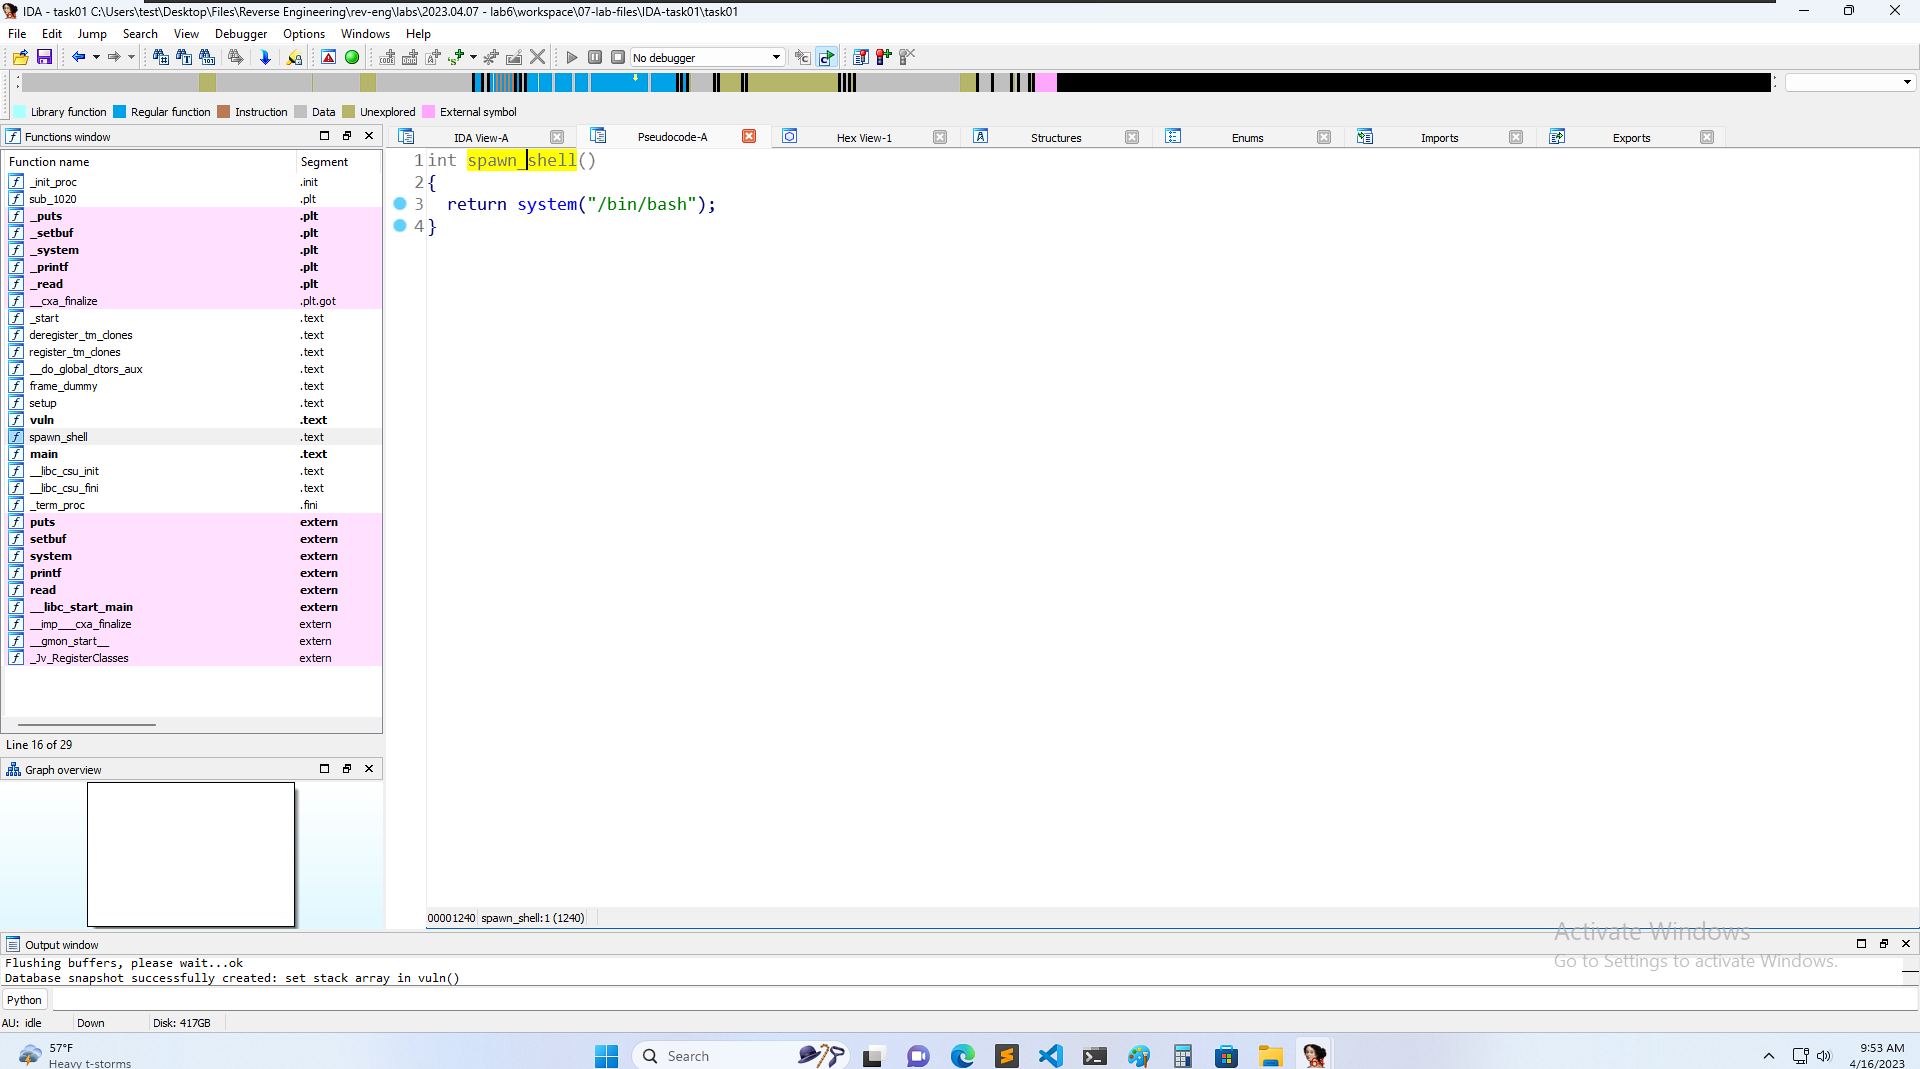 IDA - task01 C:\Users\test\Desktop\Files\Reverse Engineering\rev-eng\labs\2023.04.07 - lab6\workspace\07-lab-files\IDA-task01\task01
File Edit Jump Search View Debugger Options Windows Help
No debugger
Library function Regular function Instruction Data Unexplored External symbol
Functions window
IDA View-A Pseudocode-A Hex View-1 Structures Enums Imports Exports
Function name Segment
_init_proc .init
sub_1020 .plt
_puts .plt
_setbuf .plt
_system .plt
_printf .plt
_read .plt
__cxa_finalize .plt.got
_start .text
deregister_tm_clones .text
register_tm_clones .text
__do_global_dtors_aux .text
frame_dummy .text
setup .text
vuln .text
spawn_shell .text
main .text
__libc_csu_init .text
__libc_csu_fini .text
_term_proc .fini
puts extern
setbuf extern
system extern
printf extern
read extern
__libc_start_main extern
__imp___cxa_finalize extern
__gmon_start__ extern
_Jv_RegisterClasses extern
Line 16 of 29
1 int spawn_shell()
2 {
3 return system("/bin/bash");
4 }
00001240 spawn_shell:1 (1240)
Graph overview
Activate Windows
Go to Settings to activate Windows.
Output window
Flushing buffers, please wait...ok
Database snapshot successfully created: set stack array in vuln()
Python
AU: idle Down Disk: 417GB
57°F
Heavy t-storms
Search
9:53 AM
4/16/2023